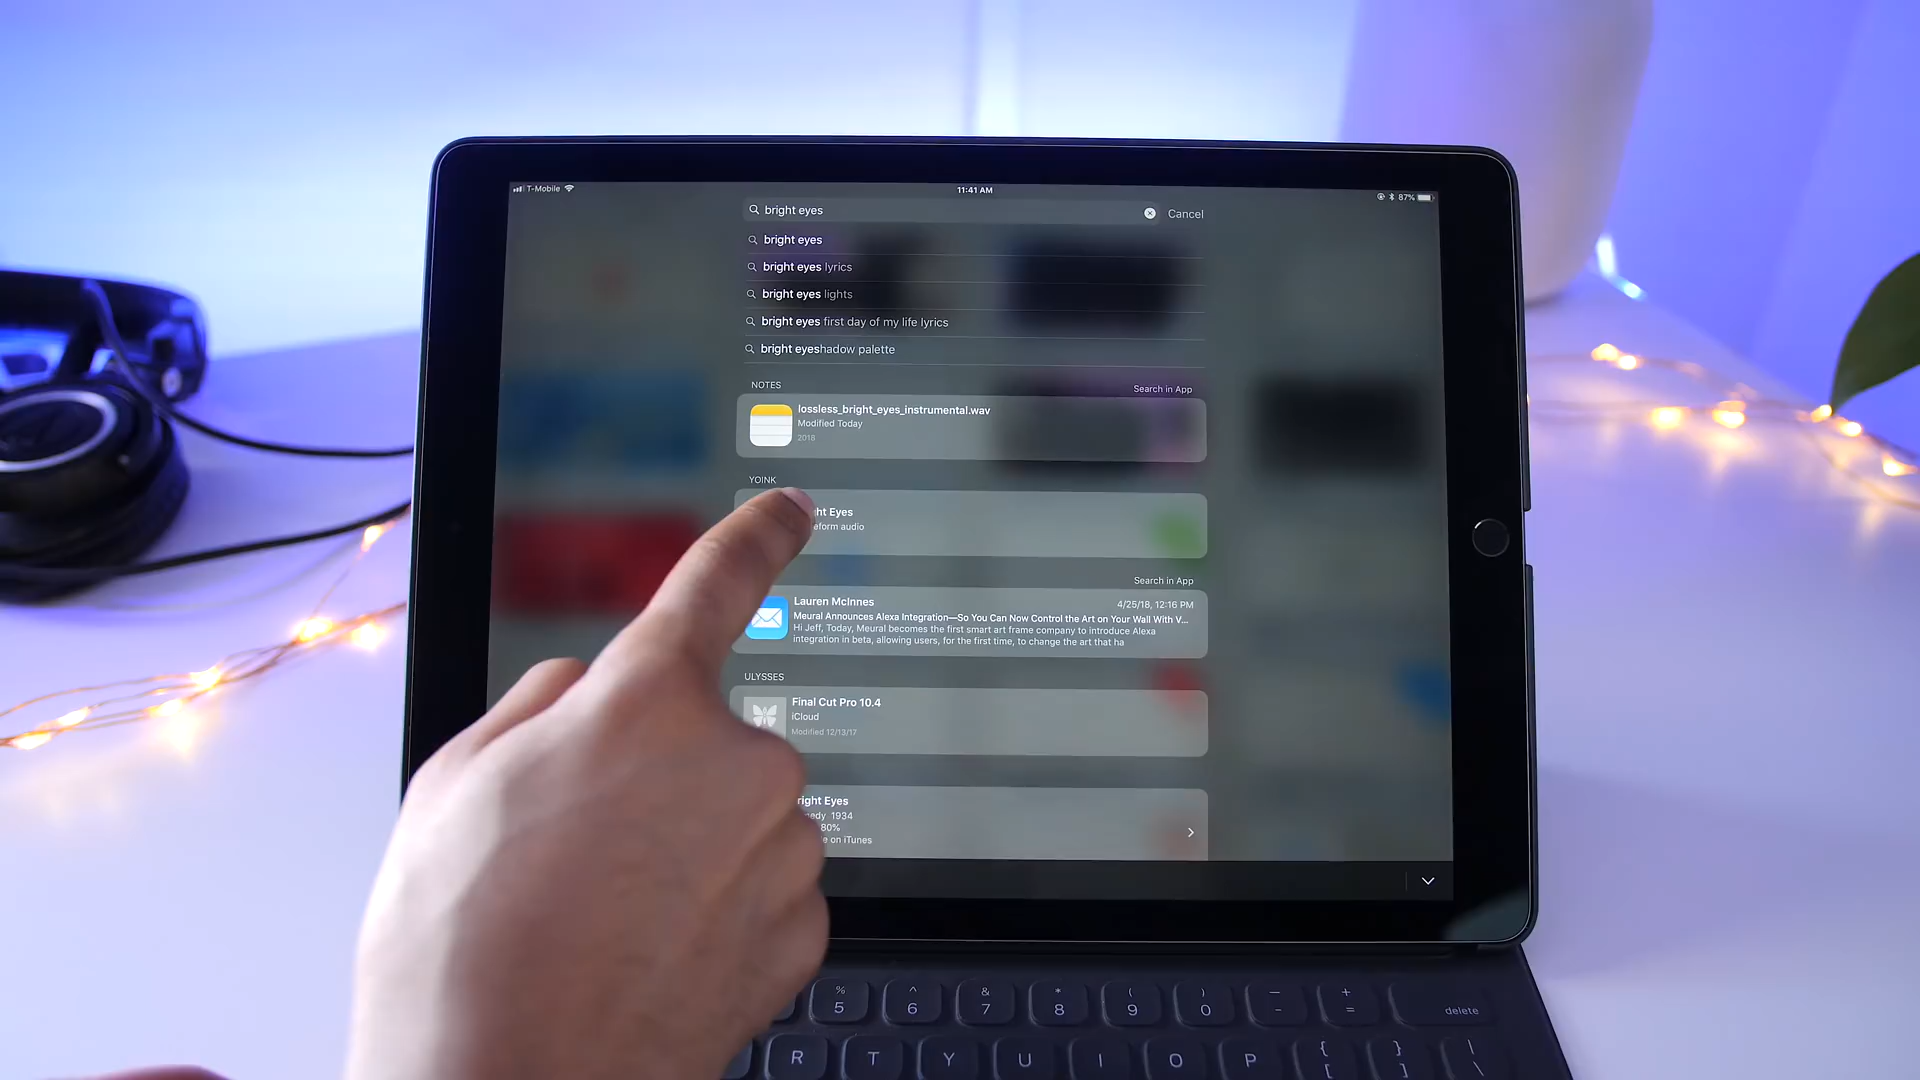 T-Mobile
11:41 AM
87%
bright eyes
Cancel
bright eyes
bright eyes lyrics
bright eyes lights
bright eyes first day of my life lyrics
bright eyeshadow palette
NOTES
Search in App
lossless_bright_eyes_instrumental.wav
Modified Today
2018
YOINK
ht Eyes
eform audio
Search in App
Lauren McInnes
4/25/18, 12:16 PM
Meural Announces Alexa Integration—So You Can Now Control the Art on Your Wall With V...
Hi Jeff, Today, Meural becomes the first smart art frame company to introduce Alexa
integration in beta, allowing users, for the first time, to change the art that ha
ULYSSES
Final Cut Pro 10.4
iCloud
Modified 12/13/17
right Eyes
edy 1934
80%
e on iTunes
% ^ & * ( ) — +
5 6 7 8 9 0 - = delete
R T Y U I O P { } |
[ ] \